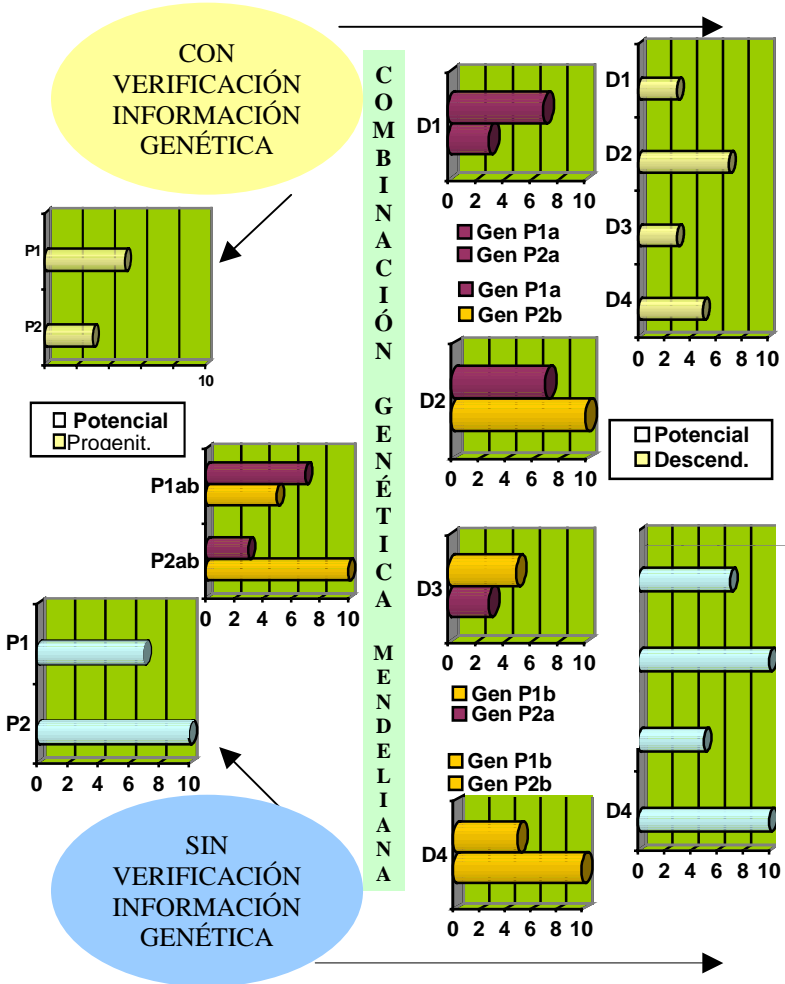 CON
VERIFICACIÓN
INFORMACIÓN
GENÉTICA
P1
P2
10
Potencial
Progenit.
P1ab
P2ab
0 2 4 6 8 10
P1
P2
0 2 4 6 8 10
SIN
VERIFICACIÓN
INFORMACIÓN
GENÉTICA
COMBINACIÓN GENÉTICA MENDELIANA
D1
0 2 4 6 8 10
Gen P1a
Gen P2a
Gen P1a
Gen P2b
D2
0 2 4 6 8 10
D3
0 2 4 6 8 10
Gen P1b
Gen P2a
Gen P1b
Gen P2b
D4
0 2 4 6 8 10
D1
D2
D3
D4
0 2 4 6 8 10
Potencial
Descend.
D4
0 2 4 6 8 10